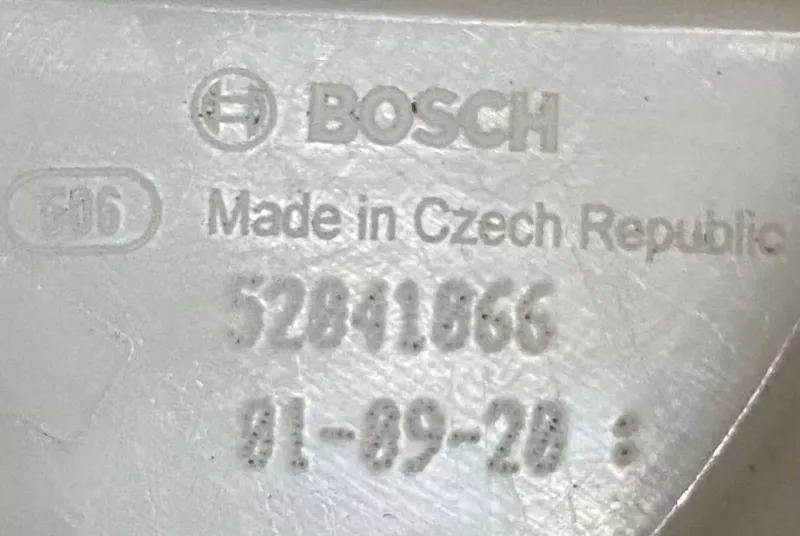 BOSCH
506 Made in Czech Republic
52041066
01-09-20 :